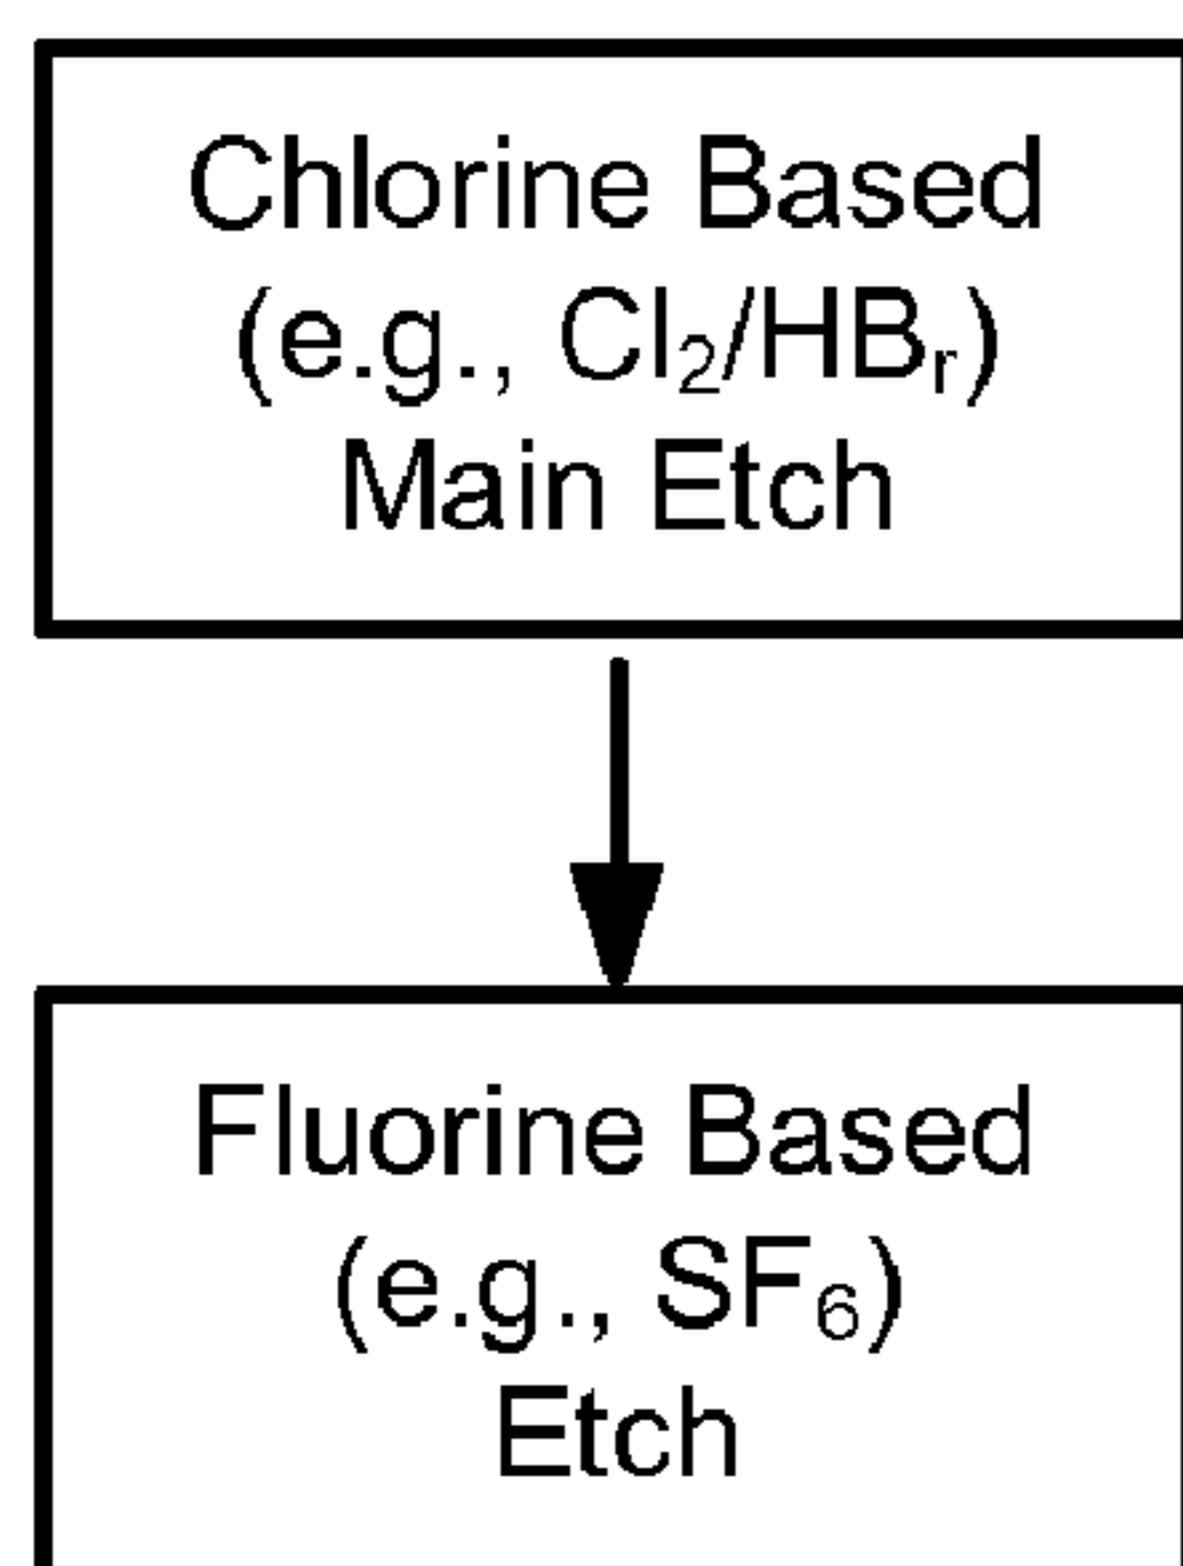 Chlorine Based
(e.g., Cl₂/HBᵣ)
Main Etch
Fluorine Based
(e.g., SF₆)
Etch